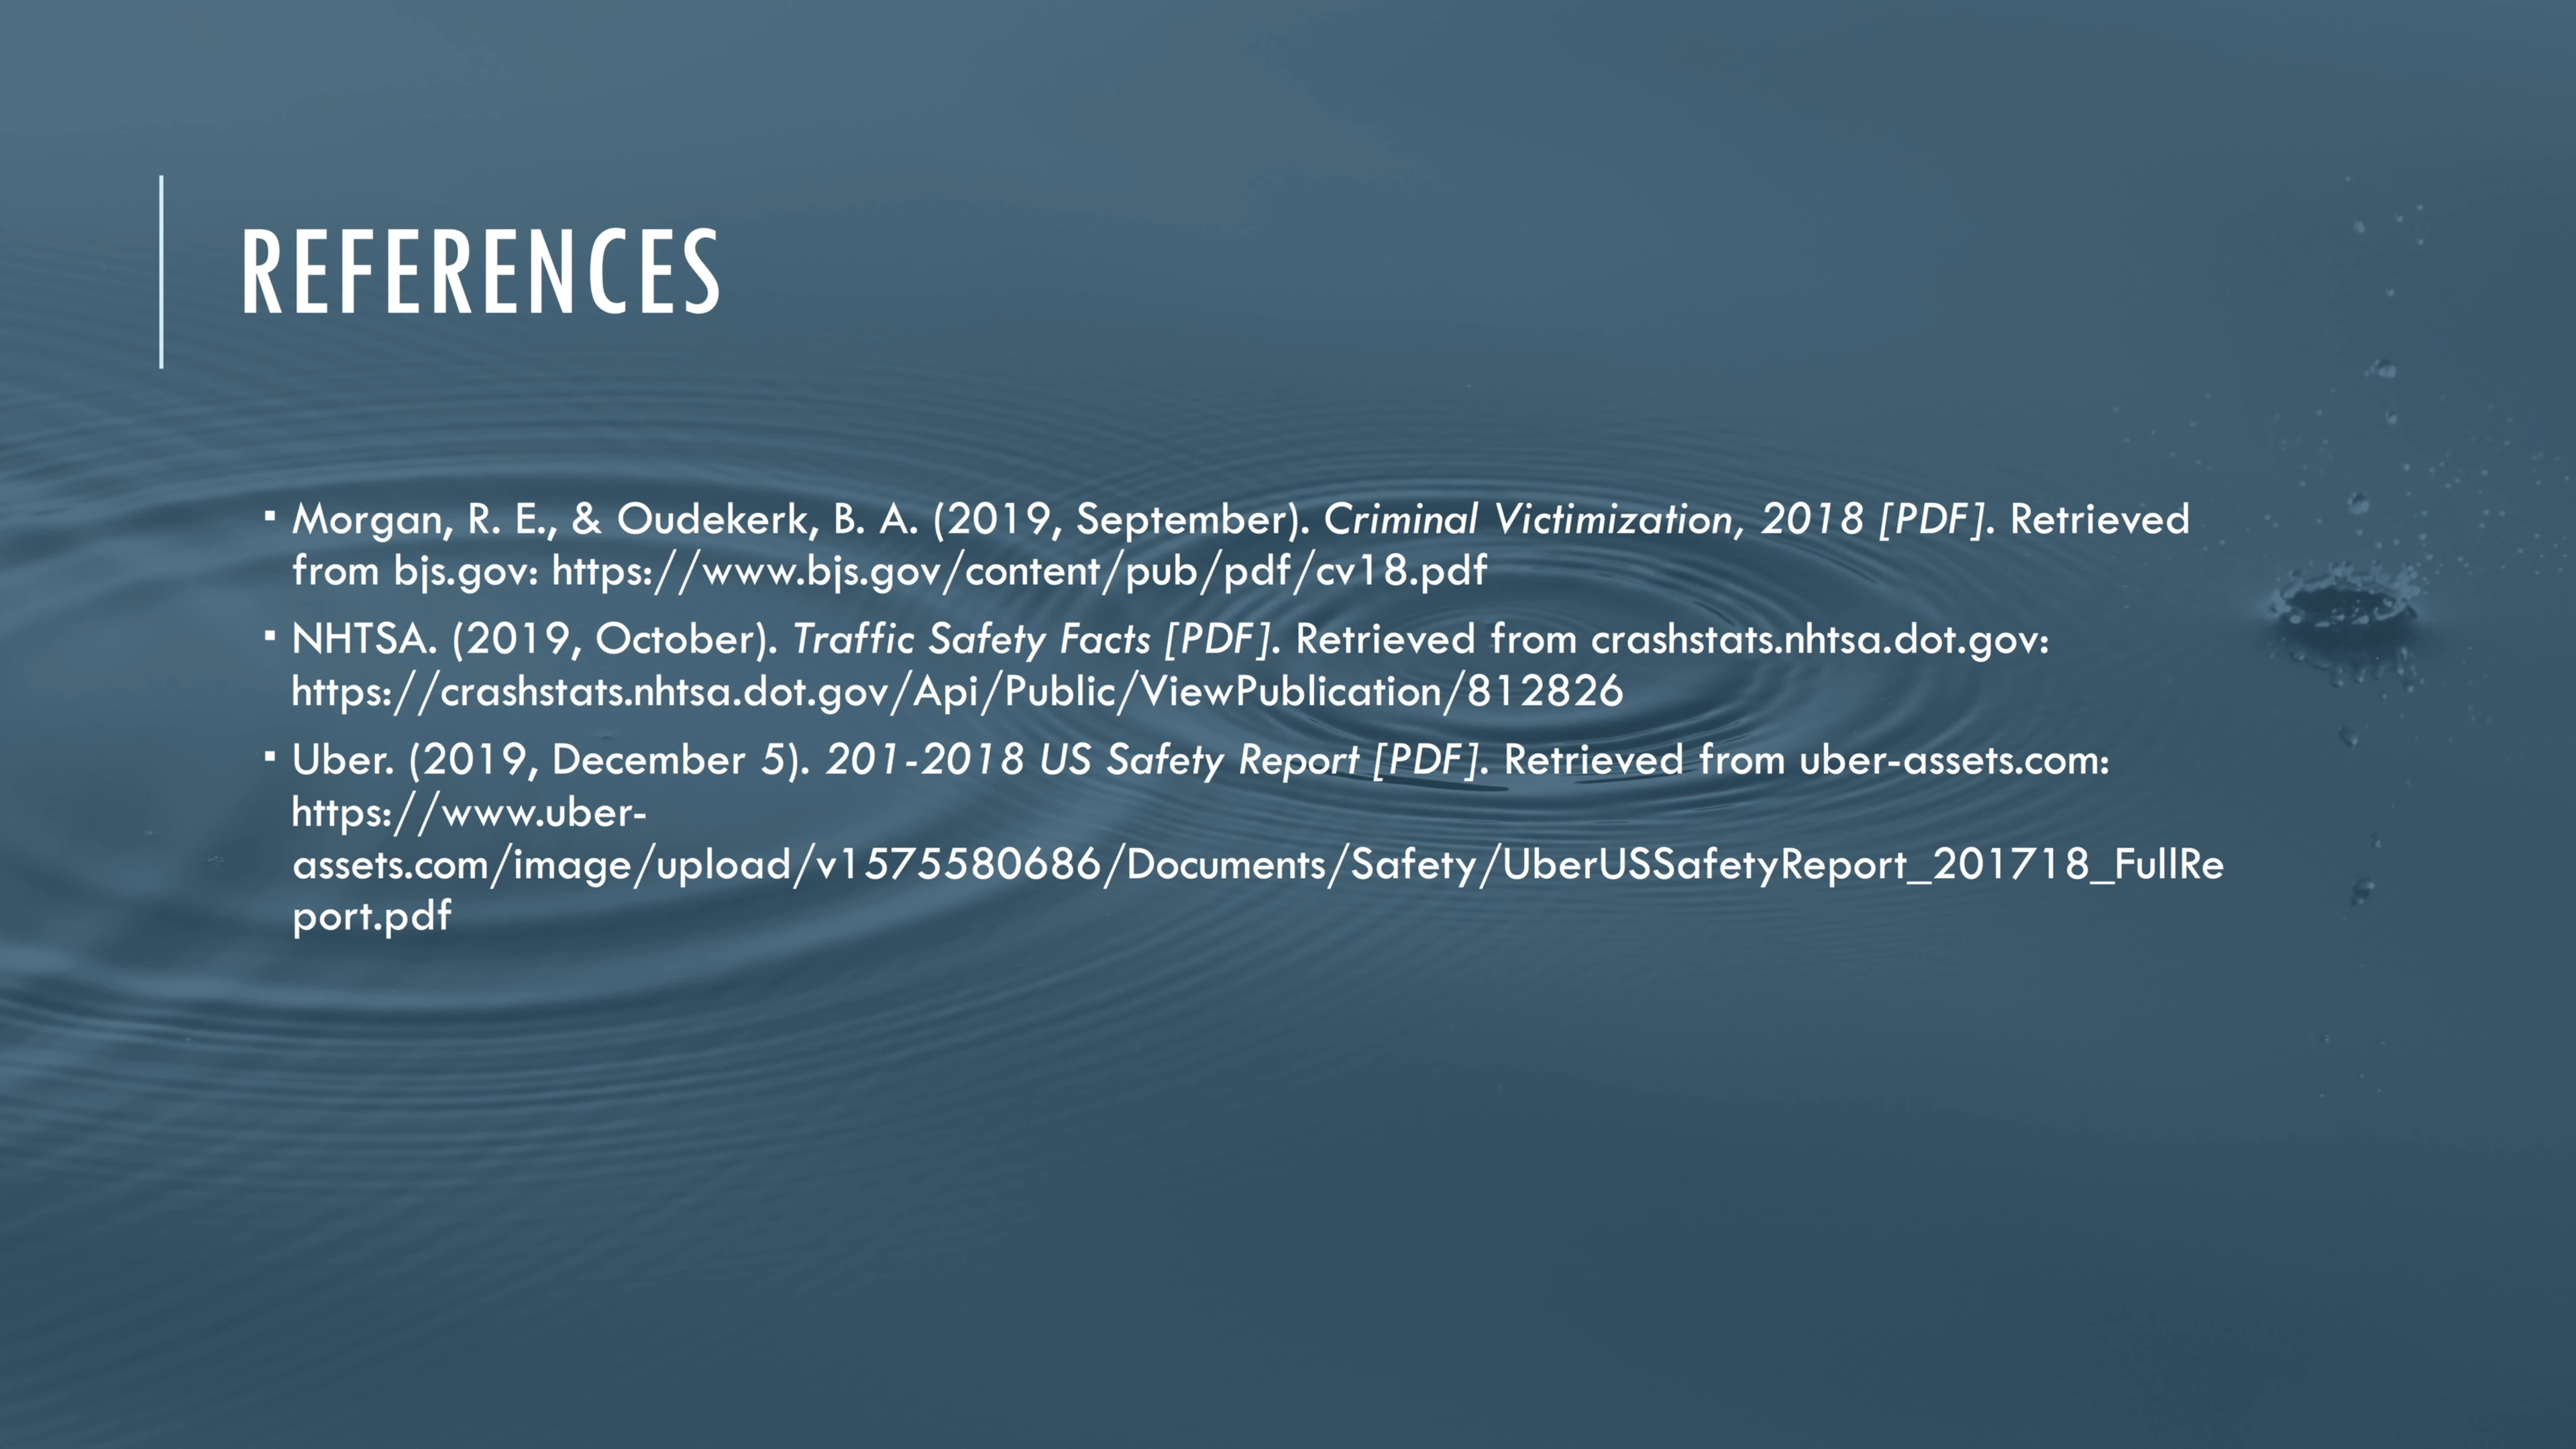 REFERENCES
▪ Morgan, R. E., & Oudekerk, B. A. (2019, September). Criminal Victimization, 2018 [PDF]. Retrieved
from bjs.gov: https://www.bjs.gov/content/pub/pdf/cv18.pdf
▪ NHTSA. (2019, October). Traffic Safety Facts [PDF]. Retrieved from crashstats.nhtsa.dot.gov:
https://crashstats.nhtsa.dot.gov/Api/Public/ViewPublication/812826
▪ Uber. (2019, December 5). 201-2018 US Safety Report [PDF]. Retrieved from uber-assets.com:
https://www.uber-
assets.com/image/upload/v1575580686/Documents/Safety/UberUSSafetyReport_201718_FullRe
port.pdf